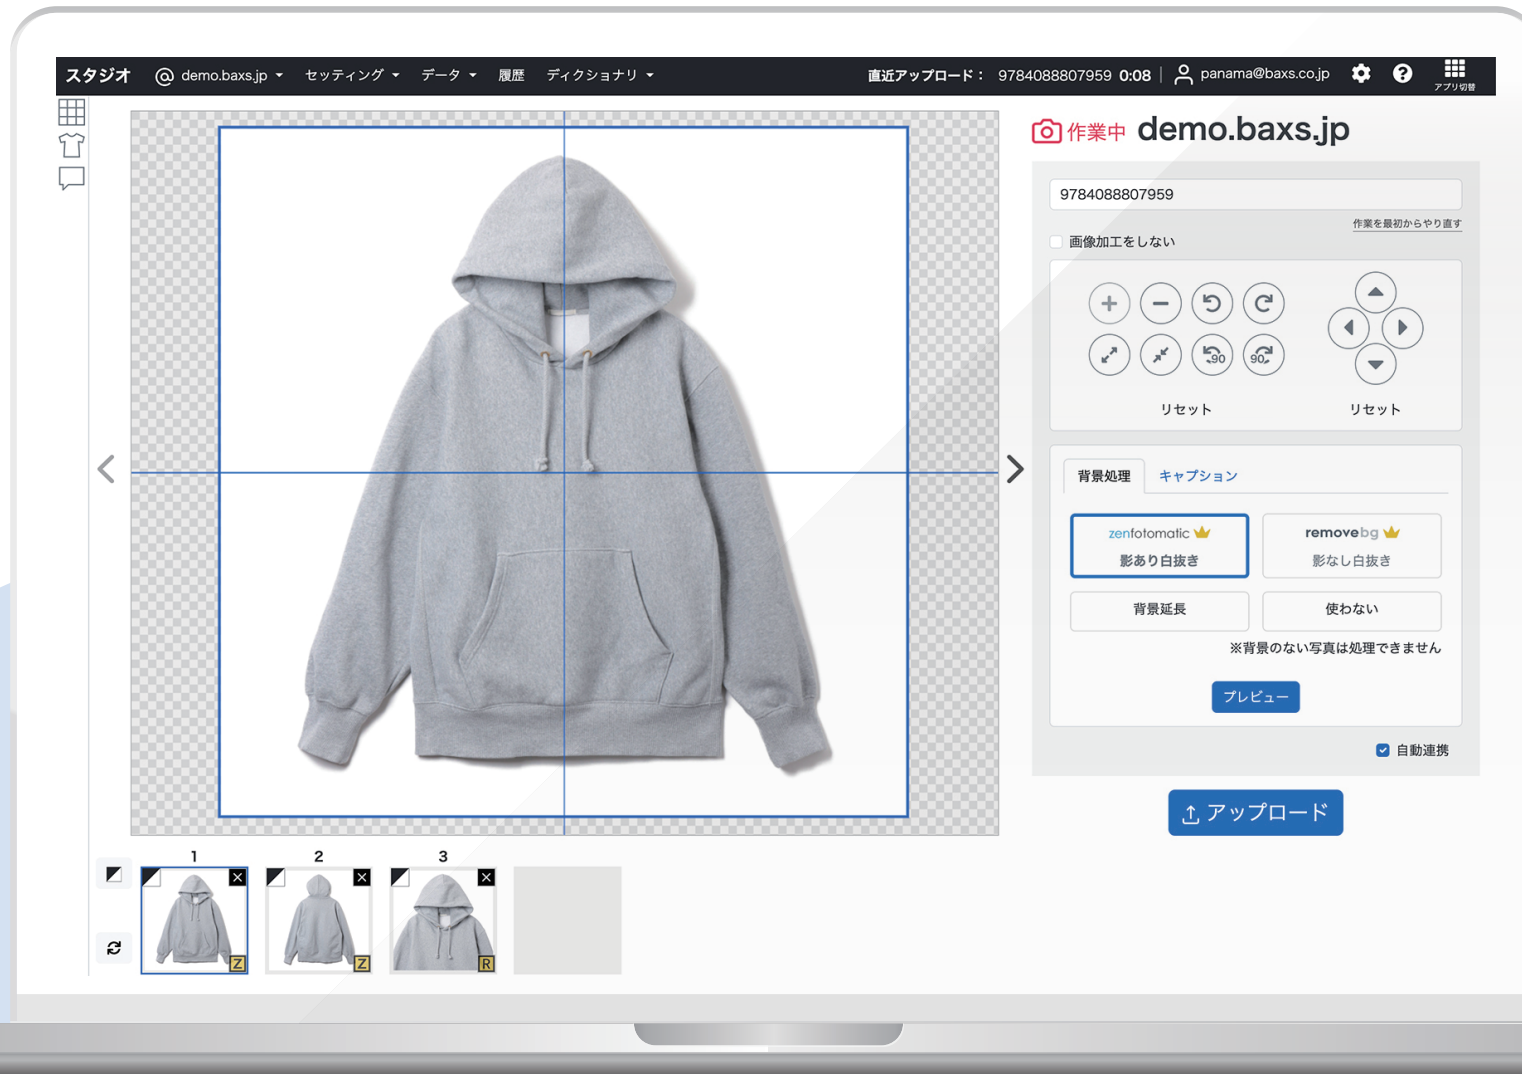 スタジオ @ demo.baxs.jp セッティング データ 履歴 ディクショナリ 直近アップロード： 9784088807959 0:08 panama@baxs.co.jp アプリ切替
作業中 demo.baxs.jp
9784088807959
作業を最初からやり直す
画像加工をしない
90 90
リセット リセット
背景処理 キャプション
zenfotomatic removebg
影あり白抜き 影なし白抜き
背景延長 使わない
※背景のない写真は処理できません
プレビュー
自動連携
アップロード
1 2 3
Z Z R